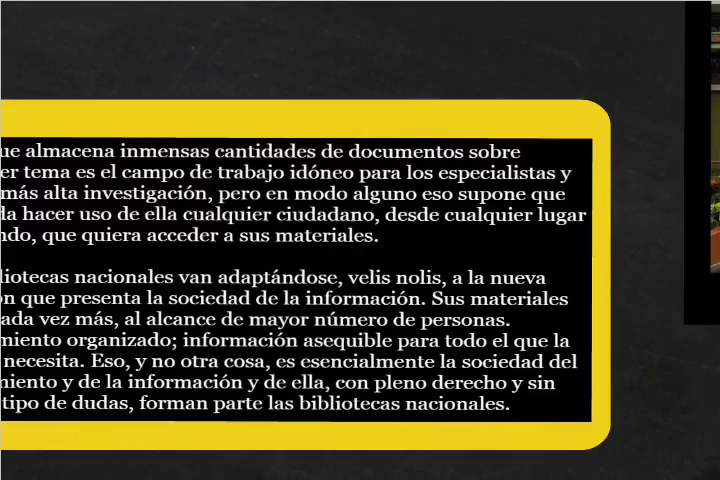 ue almacena inmensas cantidades de documentos sobre
er tema es el campo de trabajo idóneo para los especialistas y
más alta investigación, pero en modo alguno eso supone que
da hacer uso de ella cualquier ciudadano, desde cualquier lugar
ndo, que quiera acceder a sus materiales.
liotecas nacionales van adaptándose, velis nolis, a la nueva
ón que presenta la sociedad de la información. Sus materiales
ada vez más, al alcance de mayor número de personas.
miento organizado; información asequible para todo el que la
necesita. Eso, y no otra cosa, es esencialmente la sociedad del
miento y de la información y de ella, con pleno derecho y sin
tipo de dudas, forman parte las bibliotecas nacionales.